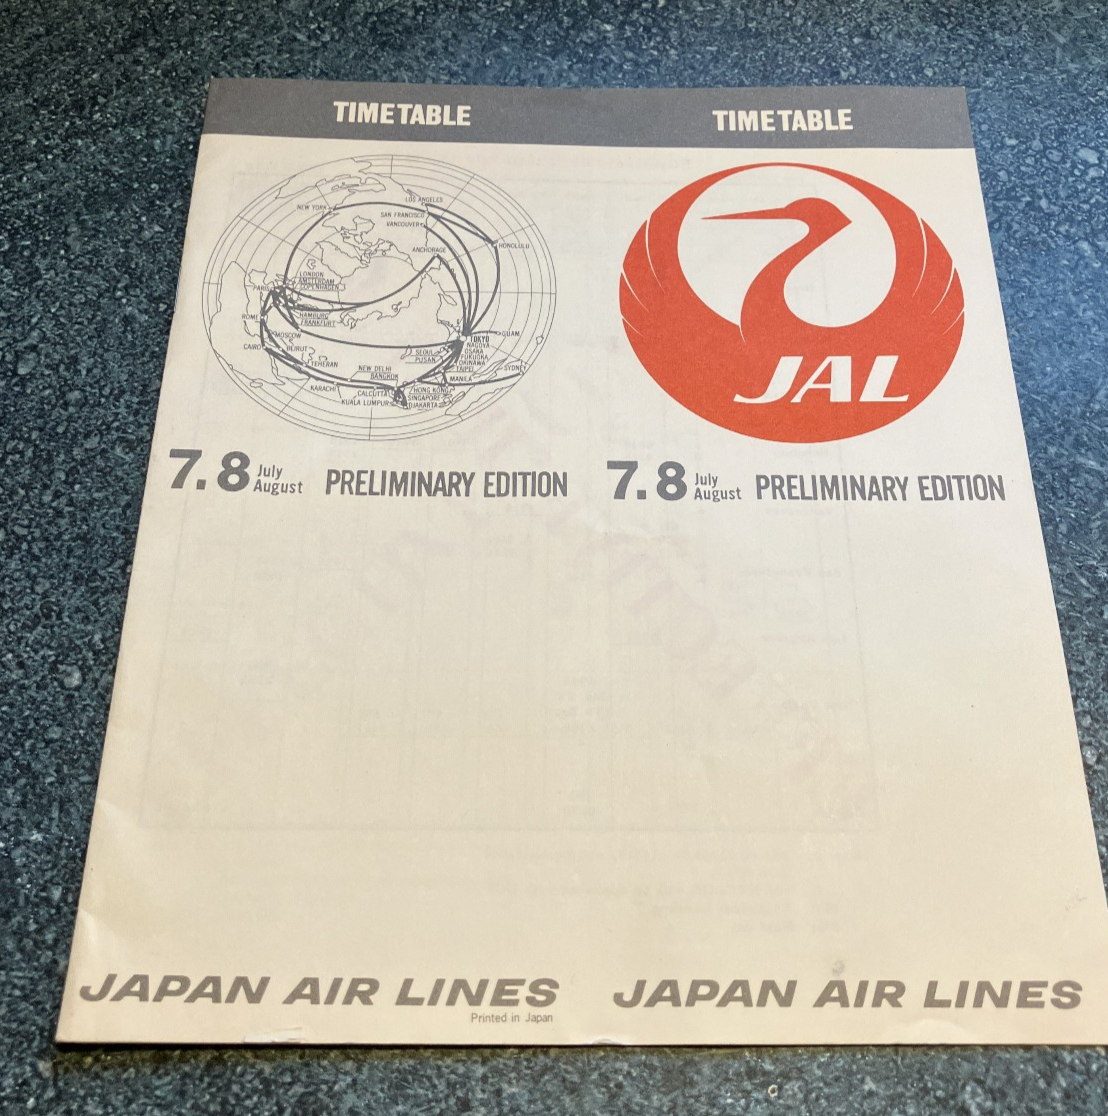 TIMETABLE
NEW YORK
LOS ANGELES
SAN FRANCISCO
VANCOUVER
HONOLULU
ANCHORAGE
LONDON
AMSTERDAM
COPENHAGEN
PARIS
HAMBURG
FRANKFURT
ROME
MOSCOW
CAIRO
BEIRUT
TEHERAN
GUAM
TOKYO
NAGOYA
OSAKA
FUKUOKA
OKINAWA
TAIPEI
SEOUL
PUSAN
SYDNEY
NEW DELHI
BANGKOK
MANILA
KARACHI
CALCUTTA
KUALA LUMPUR
HONG KONG
SINGAPORE
DJAKARTA
7.8 July
August
PRELIMINARY EDITION
JAPAN AIR LINES
Printed in Japan
TIMETABLE
JAL
7.8 July
August
PRELIMINARY EDITION
JAPAN AIR LINES